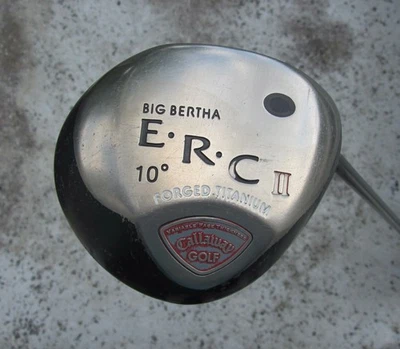 BIG BERTHA
E·R·C II
10°
FORGED TITANIUM
Callaway
GOLF